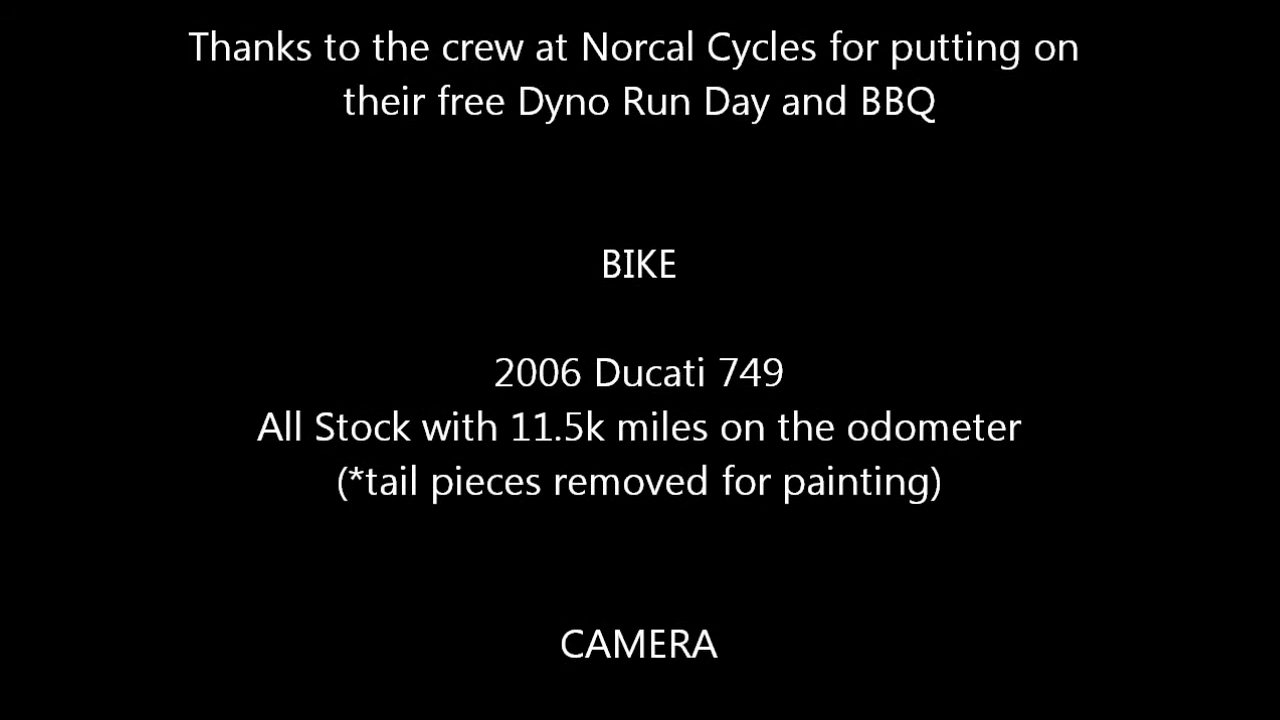 Thanks to the crew at Norcal Cycles for putting on
their free Dyno Run Day and BBQ
BIKE
2006 Ducati 749
All Stock with 11.5k miles on the odometer
(*tail pieces removed for painting)
CAMERA